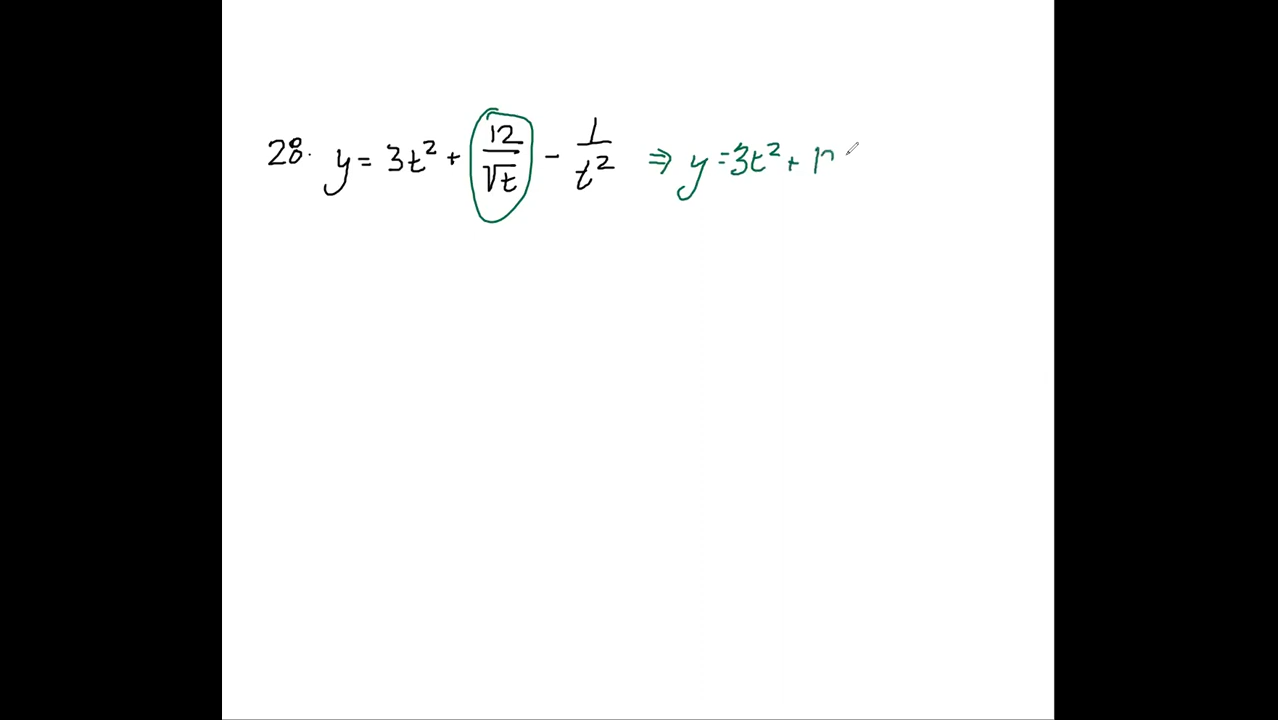 28. y = 3t² + 12/√t - 1/t² ⇒ y = 3t² + 1